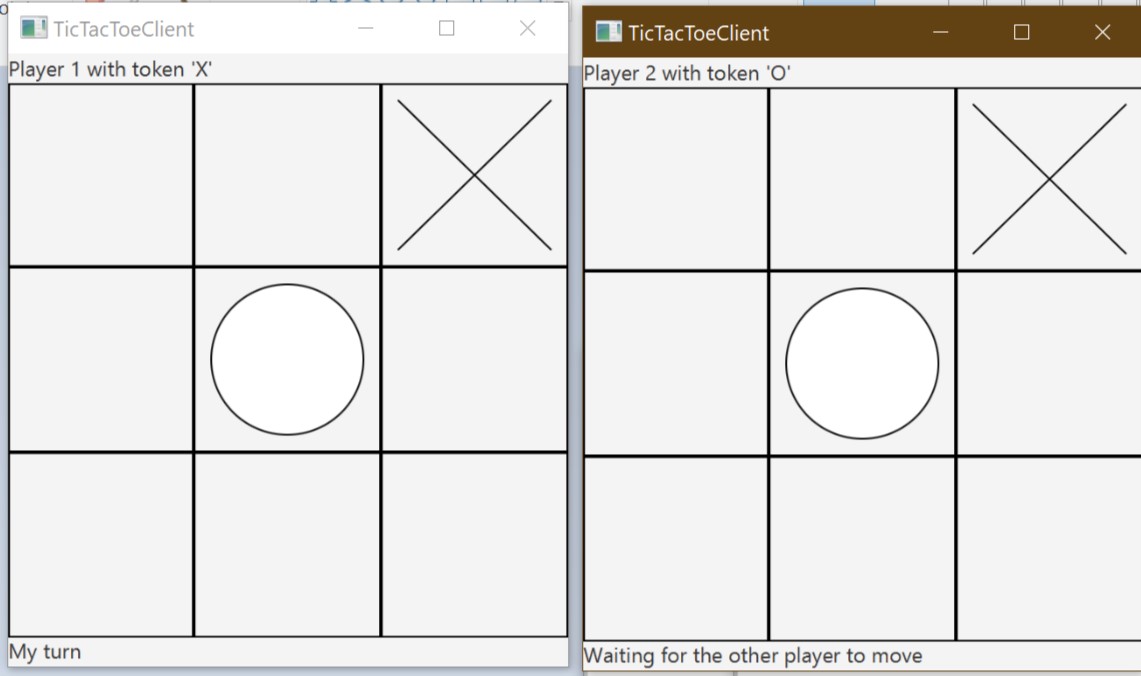 TicTacToeClient
Player 1 with token 'X'
My turn
TicTacToeClient
Player 2 with token 'O'
Waiting for the other player to move